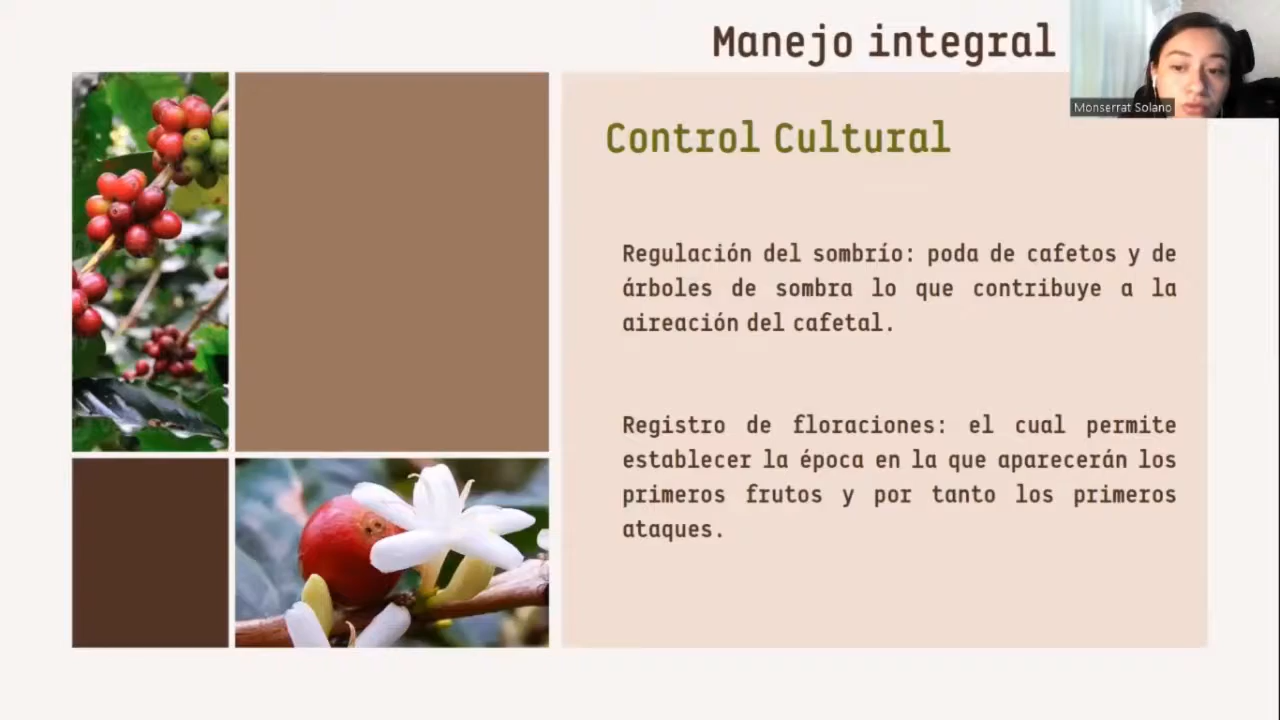 Manejo integral
Monserrat Solano
Control Cultural
Regulación del sombrío: poda de cafetos y de
árboles de sombra lo que contribuye a la
aireación del cafetal.
Registro de floraciones: el cual permite
establecer la época en la que aparecerán los
primeros frutos y por tanto los primeros
ataques.